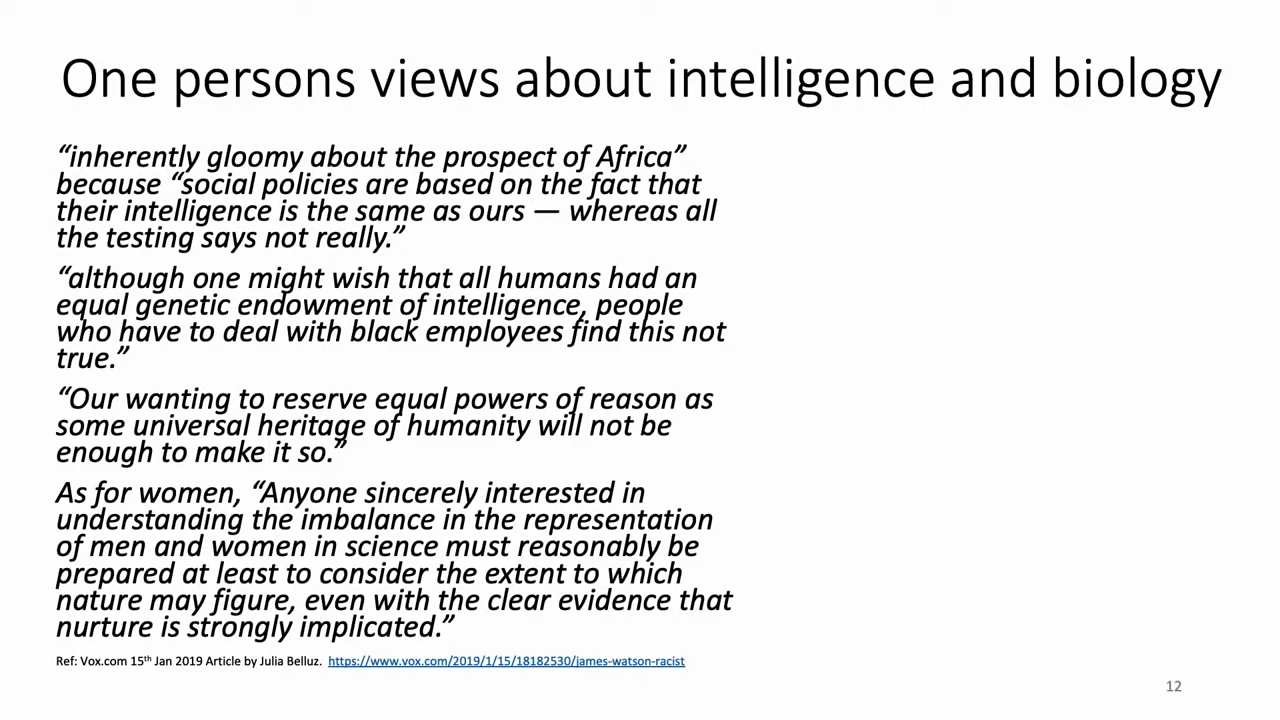 One persons views about intelligence and biology
“inherently gloomy about the prospect of Africa”
because “social policies are based on the fact that
their intelligence is the same as ours — whereas all
the testing says not really.”
“although one might wish that all humans had an
equal genetic endowment of intelligence, people
who have to deal with black employees find this not
true.”
“Our wanting to reserve equal powers of reason as
some universal heritage of humanity will not be
enough to make it so.”
As for women, “Anyone sincerely interested in
understanding the imbalance in the representation
of men and women in science must reasonably be
prepared at least to consider the extent to which
nature may figure, even with the clear evidence that
nurture is strongly implicated.”
Ref: Vox.com 15th Jan 2019 Article by Julia Belluz. https://www.vox.com/2019/1/15/18182530/james-watson-racist
12